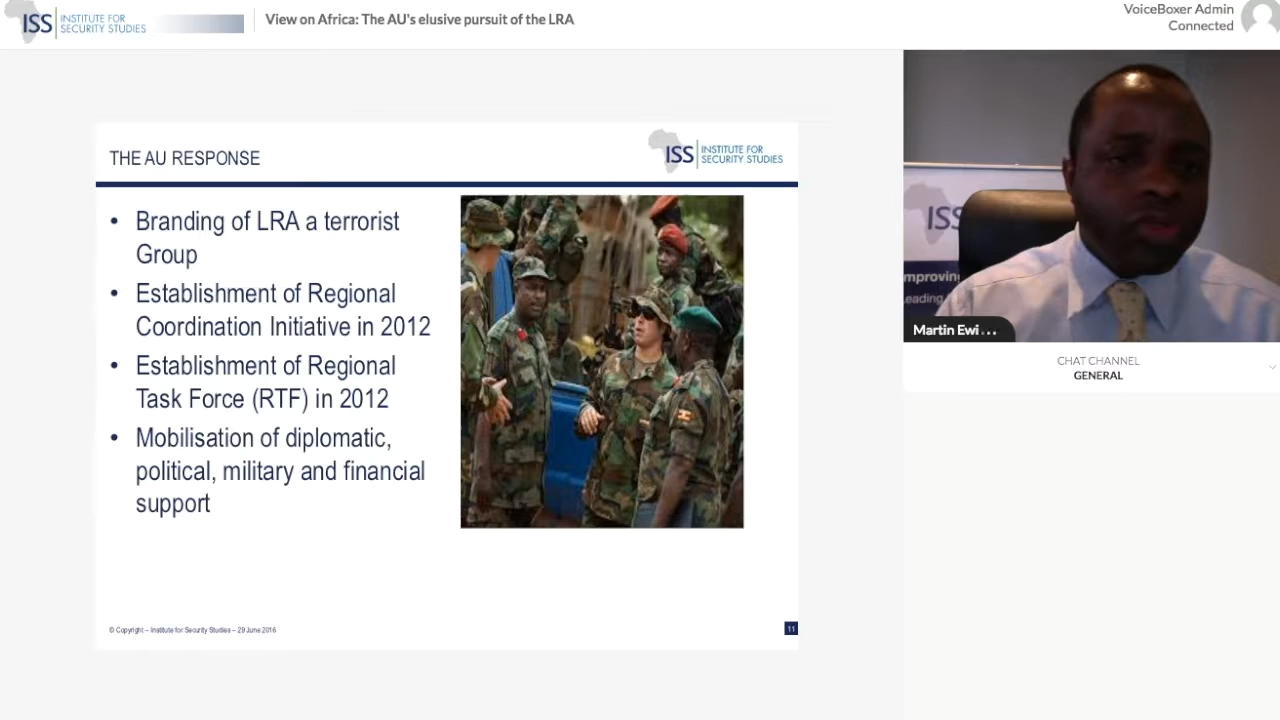 ISS INSTITUTE FOR
SECURITY STUDIES
View on Africa: The AU's elusive pursuit of the LRA
VoiceBoxer Admin
Connected
THE AU RESPONSE
ISS INSTITUTE FOR
SECURITY STUDIES
• Branding of LRA a terrorist
Group
• Establishment of Regional
Coordination Initiative in 2012
• Establishment of Regional
Task Force (RTF) in 2012
• Mobilisation of diplomatic,
political, military and financial
support
© Copyright – Institute for Security Studies – 29 June 2016
11
ISS
mproving
eading
Martin Ewi...
CHAT CHANNEL
GENERAL